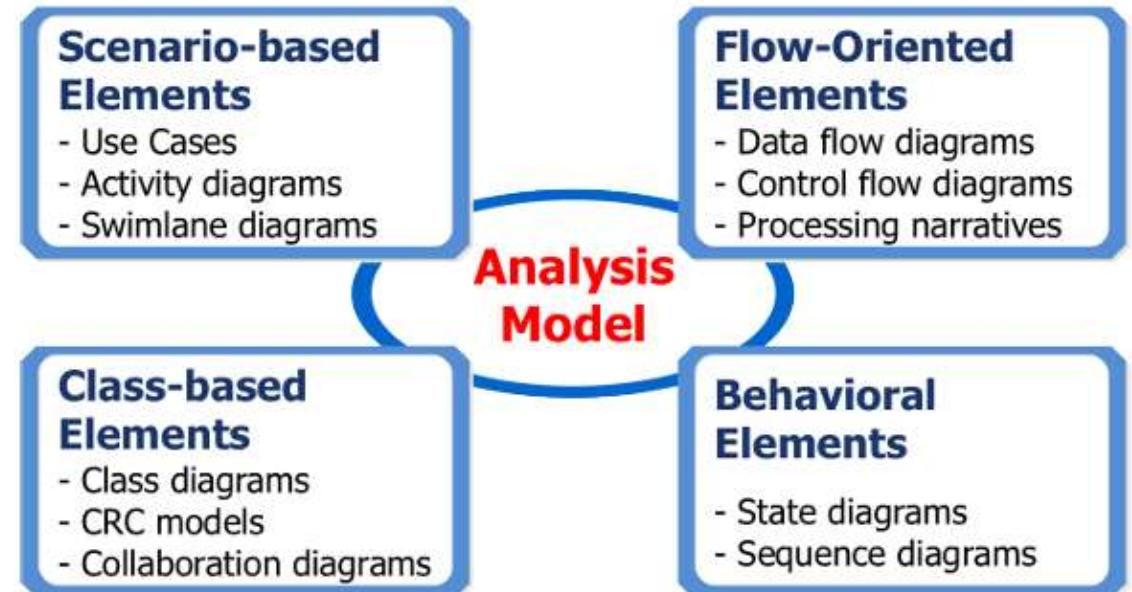 Scenario-based
Elements
- Use Cases
- Activity diagrams
- Swimlane diagrams
Flow-Oriented
Elements
- Data flow diagrams
- Control flow diagrams
- Processing narratives
Analysis
Model
Class-based
Elements
- Class diagrams
- CRC models
- Collaboration diagrams
Behavioral
Elements
- State diagrams
- Sequence diagrams